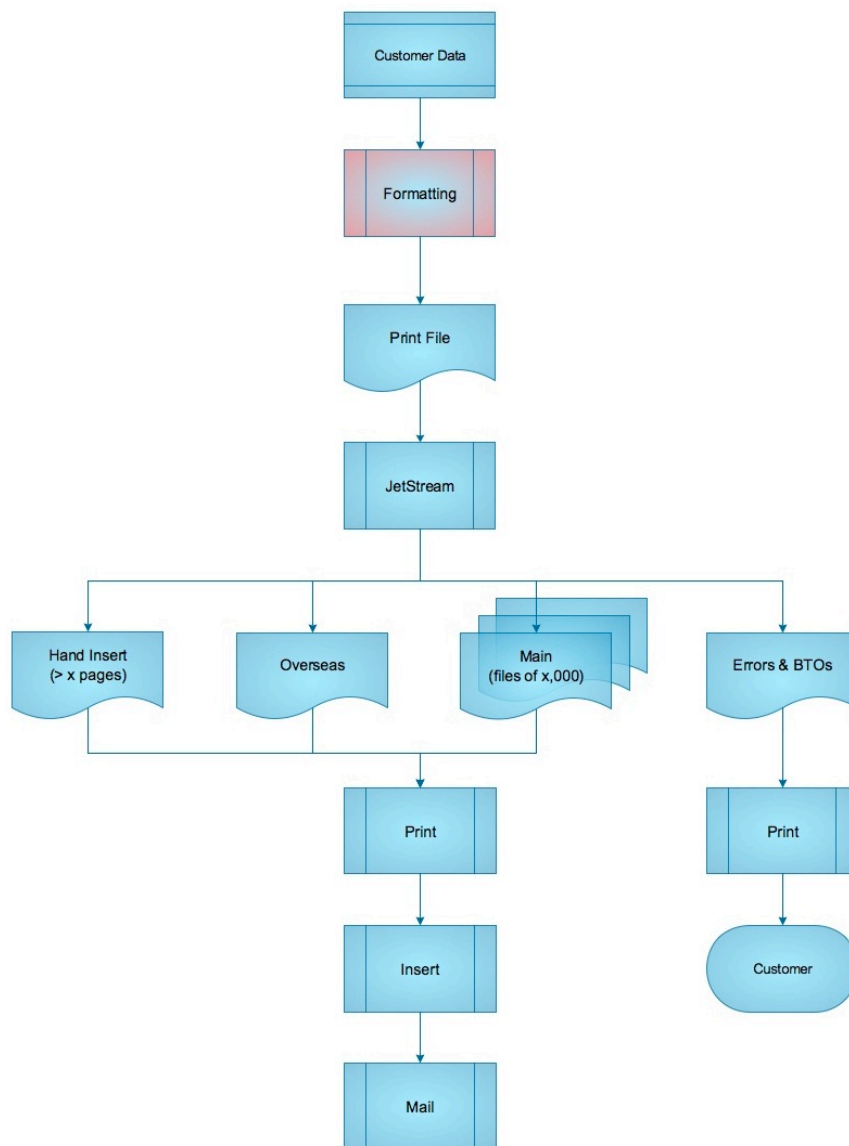 Customer Data
Formatting
Print File
JetStream
Hand Insert
(> x pages)
Overseas
Main
(files of x,000)
Errors & BTOs
Print
Print
Insert
Customer
Mail